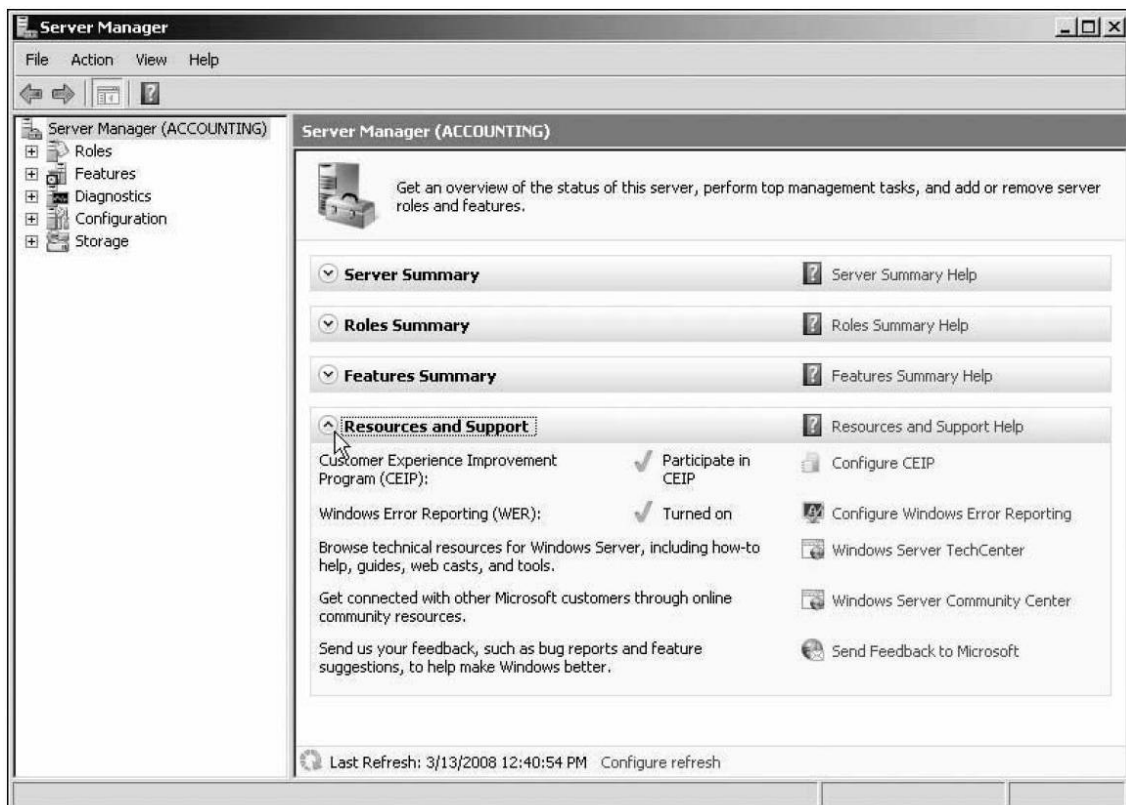 Server Manager
File Action View Help
Server Manager (ACCOUNTING)
Roles
Features
Diagnostics
Configuration
Storage
Server Manager (ACCOUNTING)
Get an overview of the status of this server, perform top management tasks, and add or remove server
roles and features.
Server Summary
Server Summary Help
Roles Summary
Roles Summary Help
Features Summary
Features Summary Help
Resources and Support
Resources and Support Help
Customer Experience Improvement
Program (CEIP):
Participate in
CEIP
Configure CEIP
Windows Error Reporting (WER):
Turned on
Configure Windows Error Reporting
Browse technical resources for Windows Server, including how-to
help, guides, web casts, and tools.
Windows Server TechCenter
Get connected with other Microsoft customers through online
community resources.
Windows Server Community Center
Send us your feedback, such as bug reports and feature
suggestions, to help make Windows better.
Send Feedback to Microsoft
Last Refresh: 3/13/2008 12:40:54 PM Configure refresh